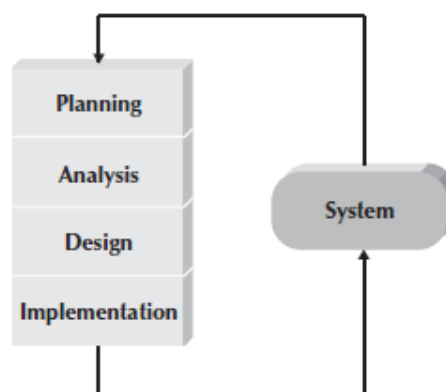 Planning
Analysis
Design
Implementation
System